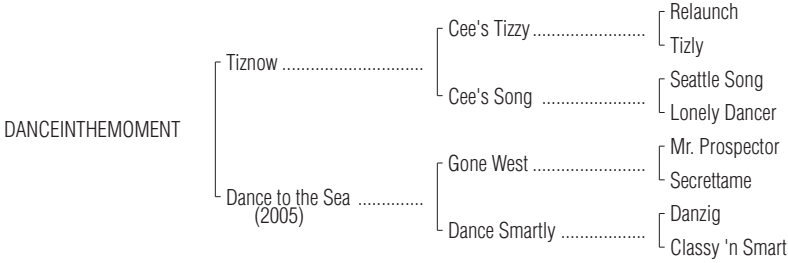 Relaunch
Cee's Tizzy ........................
Tizly
Tiznow ..............................
Seattle Song
Cee's Song ......................
Lonely Dancer
DANCEINTHEMOMENT
Mr. Prospector
Gone West ........................
Secrettame
Dance to the Sea ..............
(2005)
Danzig
Dance Smartly ..................
Classy 'n Smart